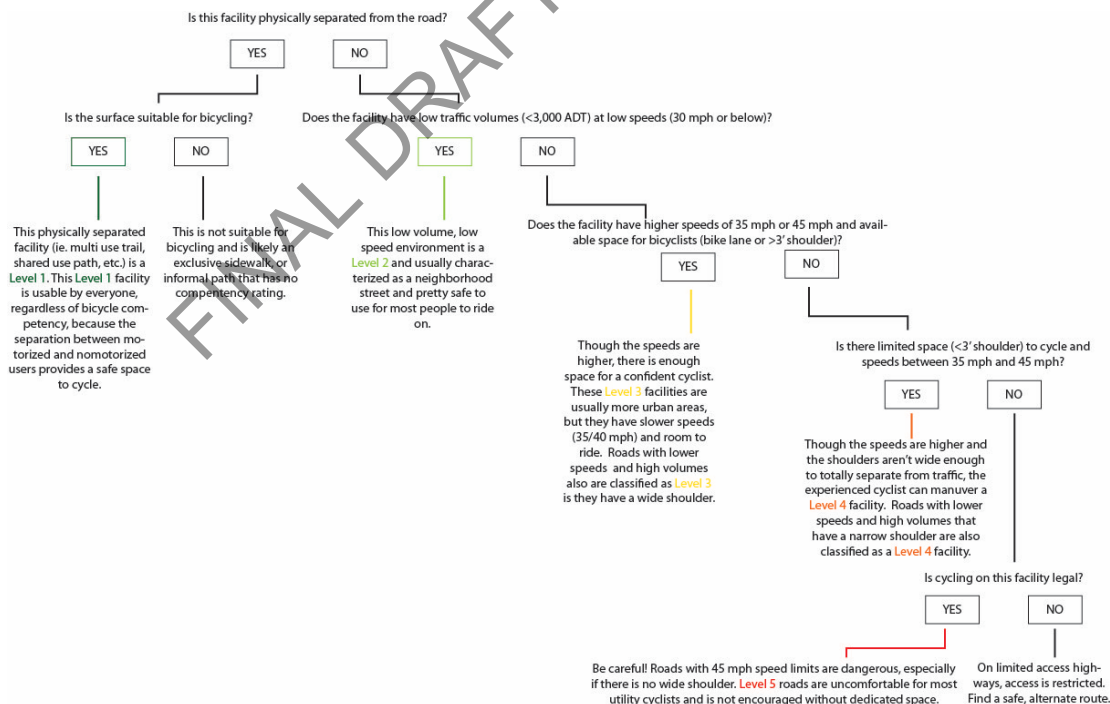 Is this facility physically separated from the road?
YES
NO
Is the surface suitable for bicycling?
Does the facility have low traffic volumes (<3,000 ADT) at low speeds (30 mph or below)?
YES
NO
YES
NO
This physically separated
facility (ie. multi use trail,
shared use path, etc.) is a
Level 1. This Level 1 facility
is usable by everyone,
regardless of bicycle com-
petency, because the
separation between mo-
torized and nomotorized
users provides a safe space
to cycle.
This is not suitable for
bicycling and is likely an
exclusive sidewalk, or
informal path that has no
compentency rating.
This low volume, low
speed environment is a
Level 2 and usually charac-
terized as a neighborhood
street and pretty safe to
use for most people to ride
on.
Does the facility have higher speeds of 35 mph or 45 mph and avail-
able space for bicyclists (bike lane or >3' shoulder)?
YES
NO
Though the speeds are
higher, there is enough
space for a confident cyclist.
These Level 3 facilities are
usually more urban areas,
but they have slower speeds
(35/40 mph) and room to
ride. Roads with lower
speeds and high volumes
also are classified as Level 3
is they have a wide shoulder.
Is there limited space (<3' shoulder) to cycle and
speeds between 35 mph and 45 mph?
YES
NO
Though the speeds are higher and
the shoulders aren't wide enough
to totally separate from traffic, the
experienced cyclist can manuver a
Level 4 facility. Roads with lower
speeds and high volumes that
have a narrow shoulder are also
classified as a Level 4 facility.
Is cycling on this facility legal?
YES
NO
Be careful! Roads with 45 mph speed limits are dangerous, especially
if there is no wide shoulder. Level 5 roads are uncomfortable for most
utility cyclists and is not encouraged without dedicated space.
On limited access high-
ways, access is restricted.
Find a safe, alternate route.
FINAL DRAFT